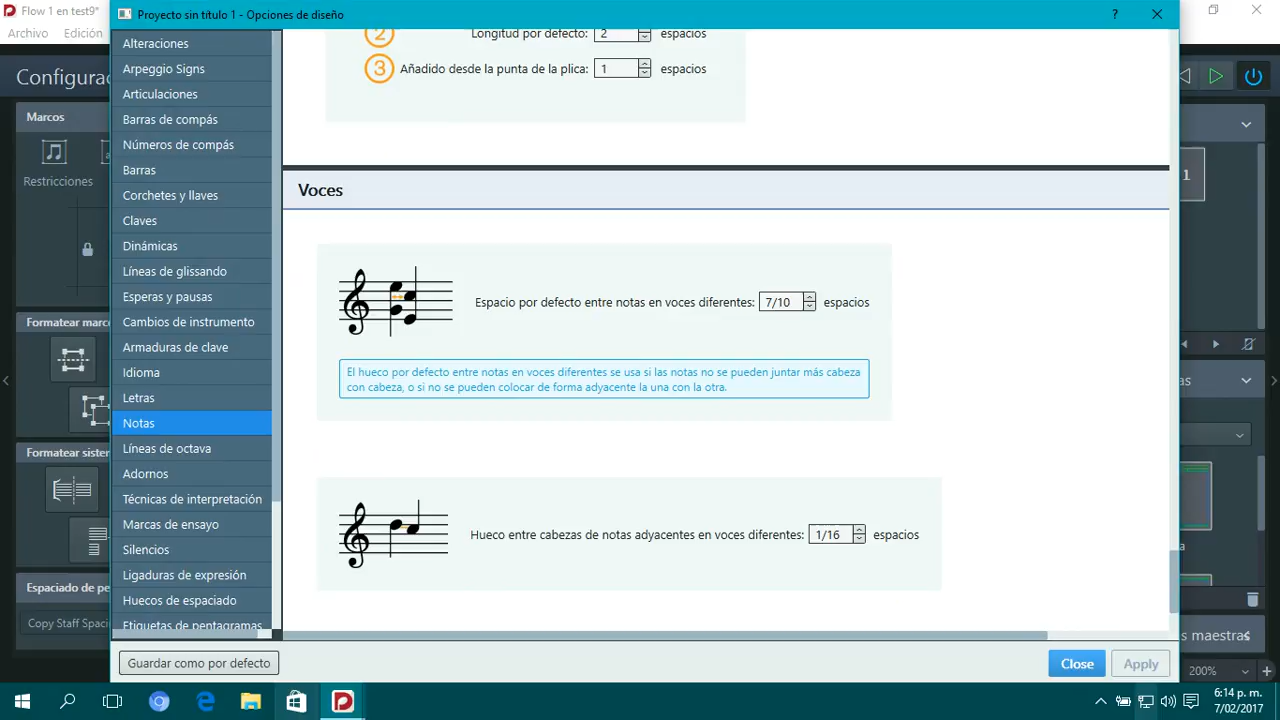 Flow 1 en test9*
Proyecto sin título 1 - Opciones de diseño
?
Archivo
Edición
Configura
Marcos
Restricciones
Formatear marco
Formatear sister
Espaciado de pe
Copy Staff Spaci
Alteraciones
Arpeggio Signs
Articulaciones
Barras de compás
Números de compás
Barras
Corchetes y llaves
Claves
Dinámicas
Líneas de glissando
Esperas y pausas
Cambios de instrumento
Armaduras de clave
Idioma
Letras
Notas
Líneas de octava
Adornos
Técnicas de interpretación
Marcas de ensayo
Silencios
Ligaduras de expresión
Huecos de espaciado
Etiquetas de pentagramas
2 Longitud por defecto: 2 espacios
3 Añadido desde la punta de la plica: 1 espacios
Voces
Espacio por defecto entre notas en voces diferentes: 7/10 espacios
El hueco por defecto entre notas en voces diferentes se usa si las notas no se pueden juntar más cabeza
con cabeza, o si no se pueden colocar de forma adyacente la una con la otra.
Hueco entre cabezas de notas adyacentes en voces diferentes: 1/16 espacios
Guardar como por defecto
Close
Apply
1
as
a
s maestras
200%
6:14 p. m.
7/02/2017